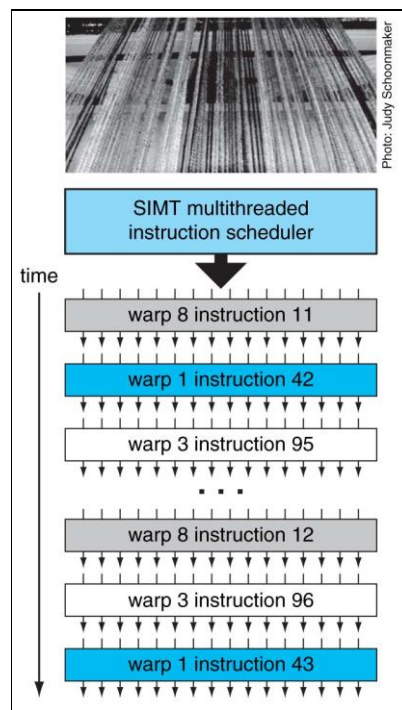 Photo: Judy Schoonmaker
SIMT multithreaded
instruction scheduler
time
warp 8 instruction 11
warp 1 instruction 42
warp 3 instruction 95
. . .
warp 8 instruction 12
warp 3 instruction 96
warp 1 instruction 43